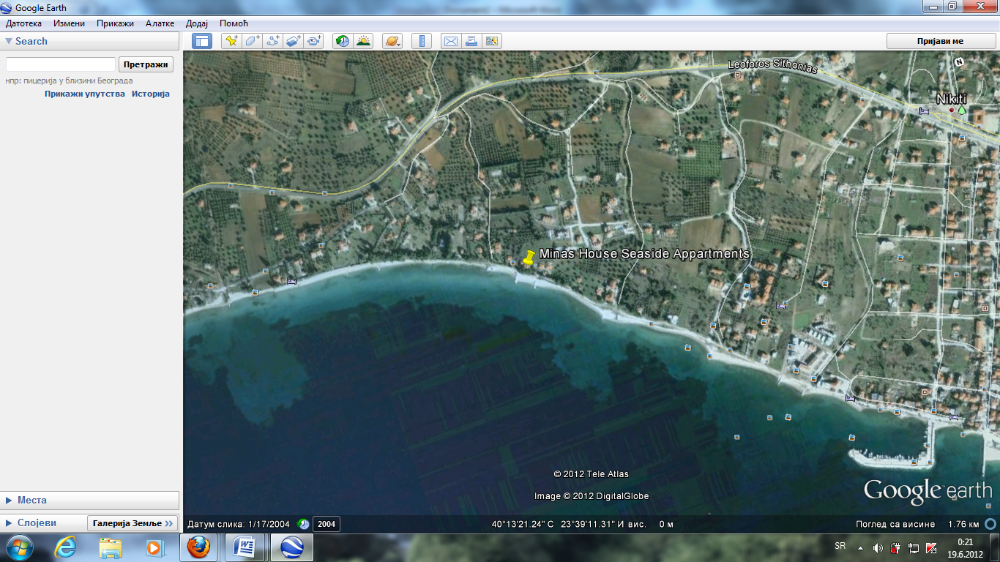 Google Earth
Датотека Измени Прикажи Алатке Додај Помоћ
Search
Претражи
нпр: пицерија у близини Београда
Прикажи упутства Историја
Пријави ме
Leoforos Sithonias
N
Nikiti
Minas House Seaside Appartments
© 2012 Tele Atlas
Image © 2012 DigitalGlobe
Google earth
Места
Слојеви
Галерија Земље »
Датум слика: 1/17/2004 2004 40°13'21.24" С 23°39'11.31" И вис. 0 м Поглед са висине 1.76 км
SR
0:21
19.6.2012